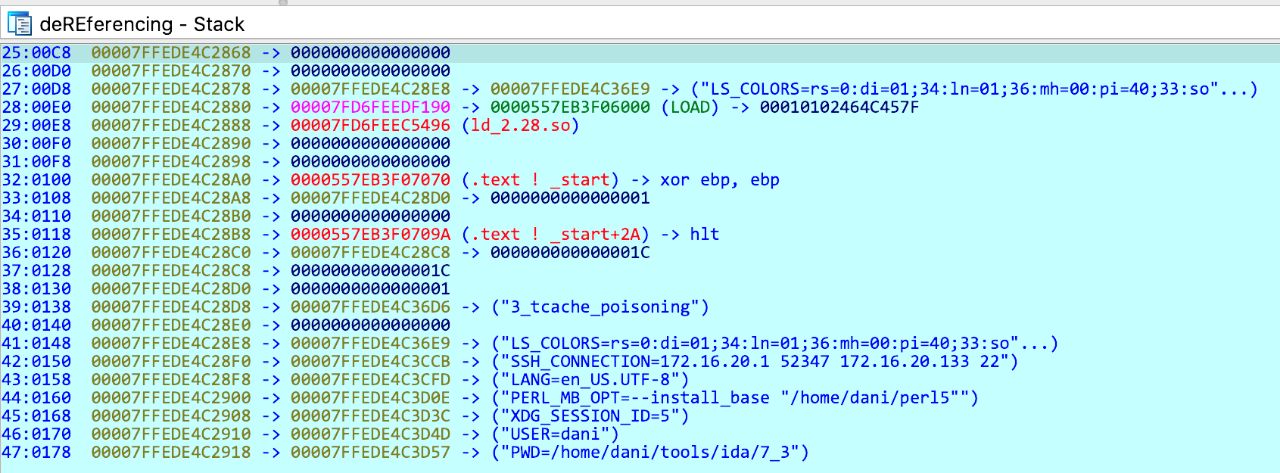 deREferencing - Stack
25:00C8 00007FFEDE4C2868 -> 0000000000000000
26:00D0 00007FFEDE4C2870 -> 0000000000000000
27:00D8 00007FFEDE4C2878 -> 00007FFEDE4C28E8 -> 00007FFEDE4C36E9 -> ("LS_COLORS=rs=0:di=01;34:ln=01;36:mh=00:pi=40;33:so"...)
28:00E0 00007FFEDE4C2880 -> 00007FD6FEEDF190 -> 0000557EB3F06000 (LOAD) -> 00010102464C457F
29:00E8 00007FFEDE4C2888 -> 00007FD6FEEC5496 (ld_2.28.so)
30:00F0 00007FFEDE4C2890 -> 0000000000000000
31:00F8 00007FFEDE4C2898 -> 0000000000000000
32:0100 00007FFEDE4C28A0 -> 0000557EB3F07070 (.text ! _start) -> xor ebp, ebp
33:0108 00007FFEDE4C28A8 -> 00007FFEDE4C28D0 -> 0000000000000001
34:0110 00007FFEDE4C28B0 -> 0000000000000000
35:0118 00007FFEDE4C28B8 -> 0000557EB3F0709A (.text ! _start+2A) -> hlt
36:0120 00007FFEDE4C28C0 -> 00007FFEDE4C28C8 -> 000000000000001C
37:0128 00007FFEDE4C28C8 -> 000000000000001C
38:0130 00007FFEDE4C28D0 -> 0000000000000001
39:0138 00007FFEDE4C28D8 -> 00007FFEDE4C36D6 -> ("3_tcache_poisoning")
40:0140 00007FFEDE4C28E0 -> 0000000000000000
41:0148 00007FFEDE4C28E8 -> 00007FFEDE4C36E9 -> ("LS_COLORS=rs=0:di=01;34:ln=01;36:mh=00:pi=40;33:so"...)
42:0150 00007FFEDE4C28F0 -> 00007FFEDE4C3CCB -> ("SSH_CONNECTION=172.16.20.1 52347 172.16.20.133 22")
43:0158 00007FFEDE4C28F8 -> 00007FFEDE4C3CFD -> ("LANG=en_US.UTF-8")
44:0160 00007FFEDE4C2900 -> 00007FFEDE4C3D0E -> ("PERL_MB_OPT=--install_base "/home/dani/perl5"")
45:0168 00007FFEDE4C2908 -> 00007FFEDE4C3D3C -> ("XDG_SESSION_ID=5")
46:0170 00007FFEDE4C2910 -> 00007FFEDE4C3D4D -> ("USER=dani")
47:0178 00007FFEDE4C2918 -> 00007FFEDE4C3D57 -> ("PWD=/home/dani/tools/ida/7_3")